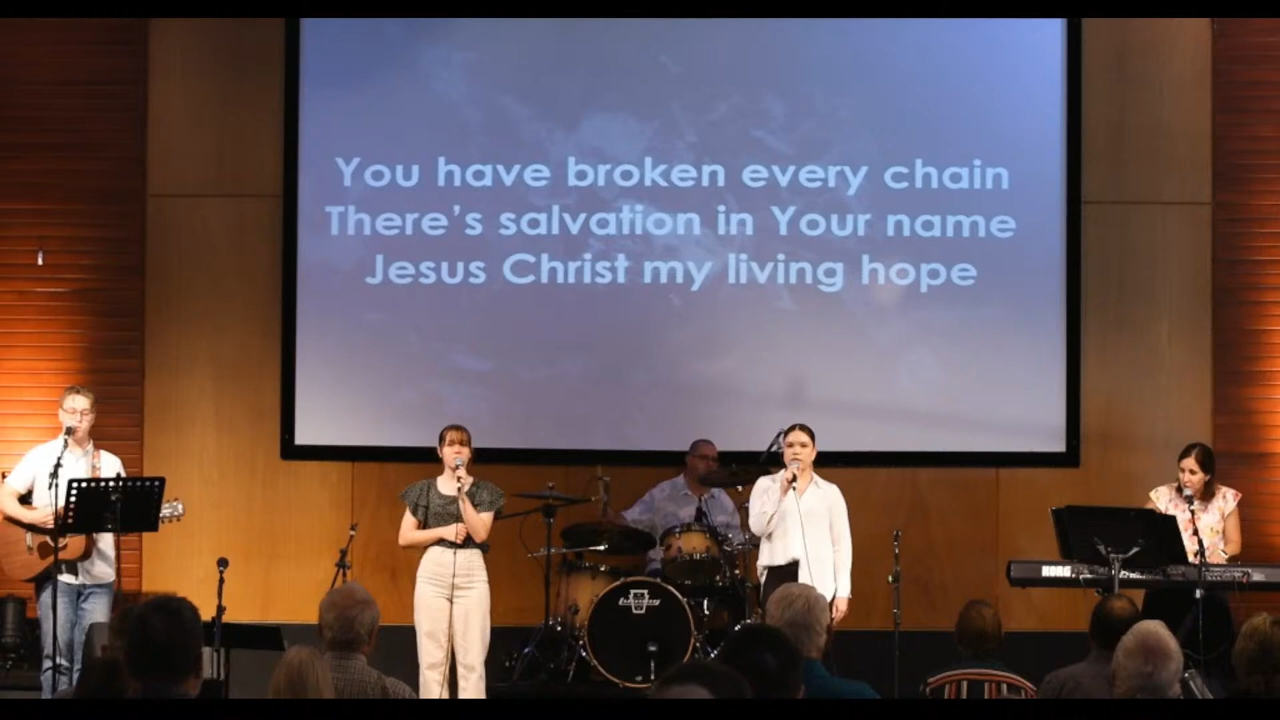 You have broken every chain
There's salvation in Your name
Jesus Christ my living hope
KORG